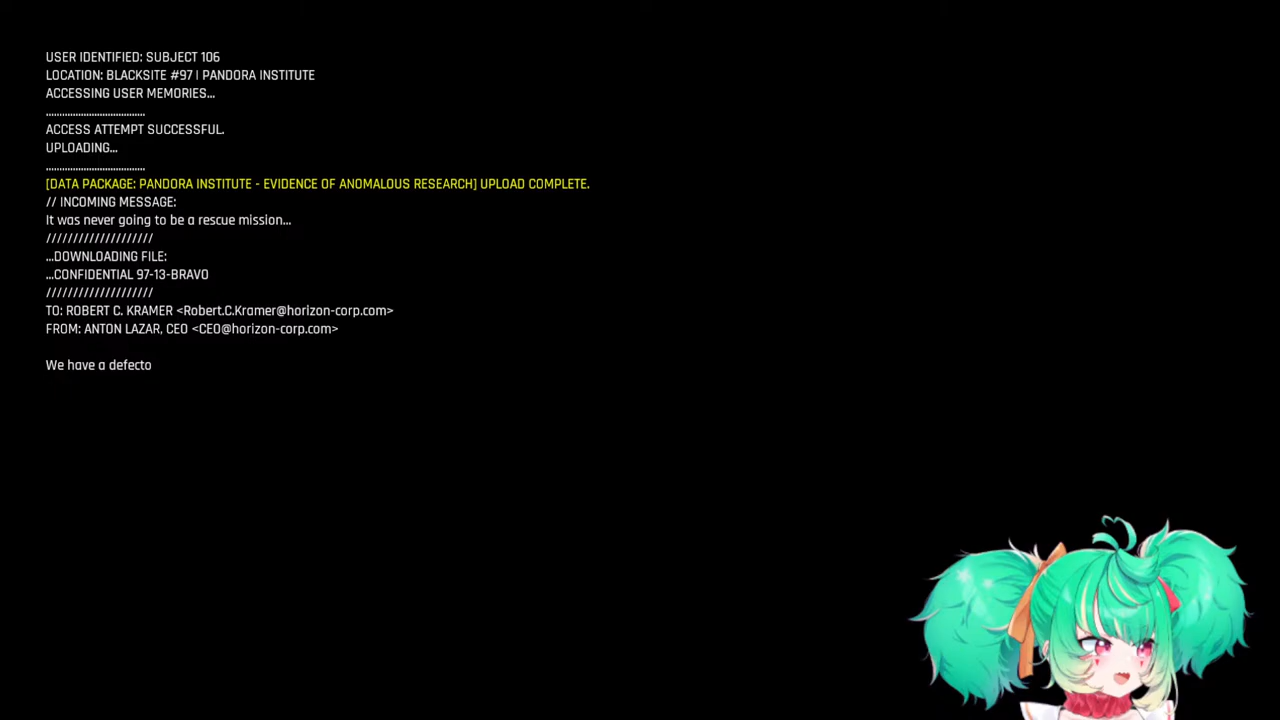 USER IDENTIFIED: SUBJECT 106
LOCATION: BLACKSITE #97 | PANDORA INSTITUTE
ACCESSING USER MEMORIES...
....................................
ACCESS ATTEMPT SUCCESSFUL.
UPLOADING...
....................................
[DATA PACKAGE: PANDORA INSTITUTE - EVIDENCE OF ANOMALOUS RESEARCH] UPLOAD COMPLETE.
// INCOMING MESSAGE:
It was never going to be a rescue mission...
////////////////////
...DOWNLOADING FILE:
...CONFIDENTIAL 97-13-BRAVO
////////////////////
TO: ROBERT C. KRAMER <Robert.C.Kramer@horizon-corp.com>
FROM: ANTON LAZAR, CEO <CEO@horizon-corp.com>
We have a defecto